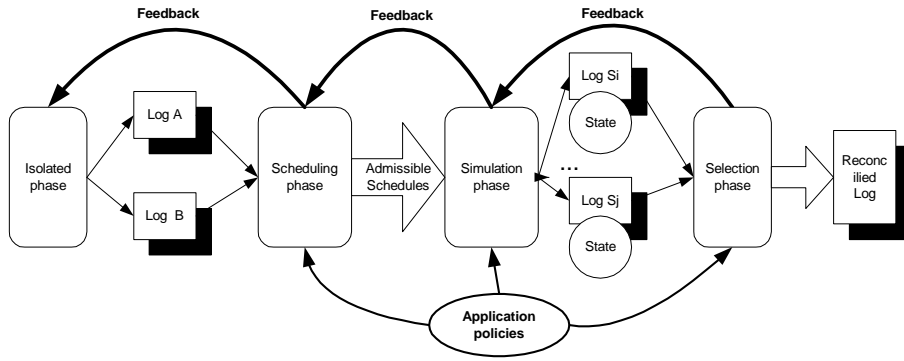 Feedback
Feedback
Feedback
Isolated
phase
Log A
Log B
Scheduling
phase
Admissible
Schedules
Simulation
phase
Log Si
State
...
Log Sj
State
Selection
phase
Reconc
ilied
Log
Application
policies